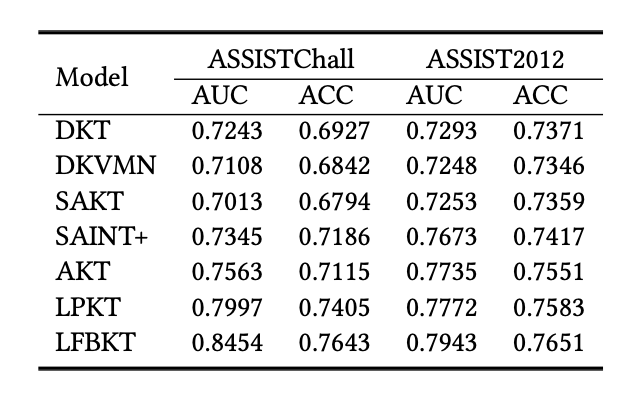 Model ASSISTChall ASSIST2012
AUC ACC AUC ACC
DKT 0.7243 0.6927 0.7293 0.7371
DKVMN 0.7108 0.6842 0.7248 0.7346
SAKT 0.7013 0.6794 0.7253 0.7359
SAINT+ 0.7345 0.7186 0.7673 0.7417
AKT 0.7563 0.7115 0.7735 0.7551
LPKT 0.7997 0.7405 0.7772 0.7583
LFBKT 0.8454 0.7643 0.7943 0.7651